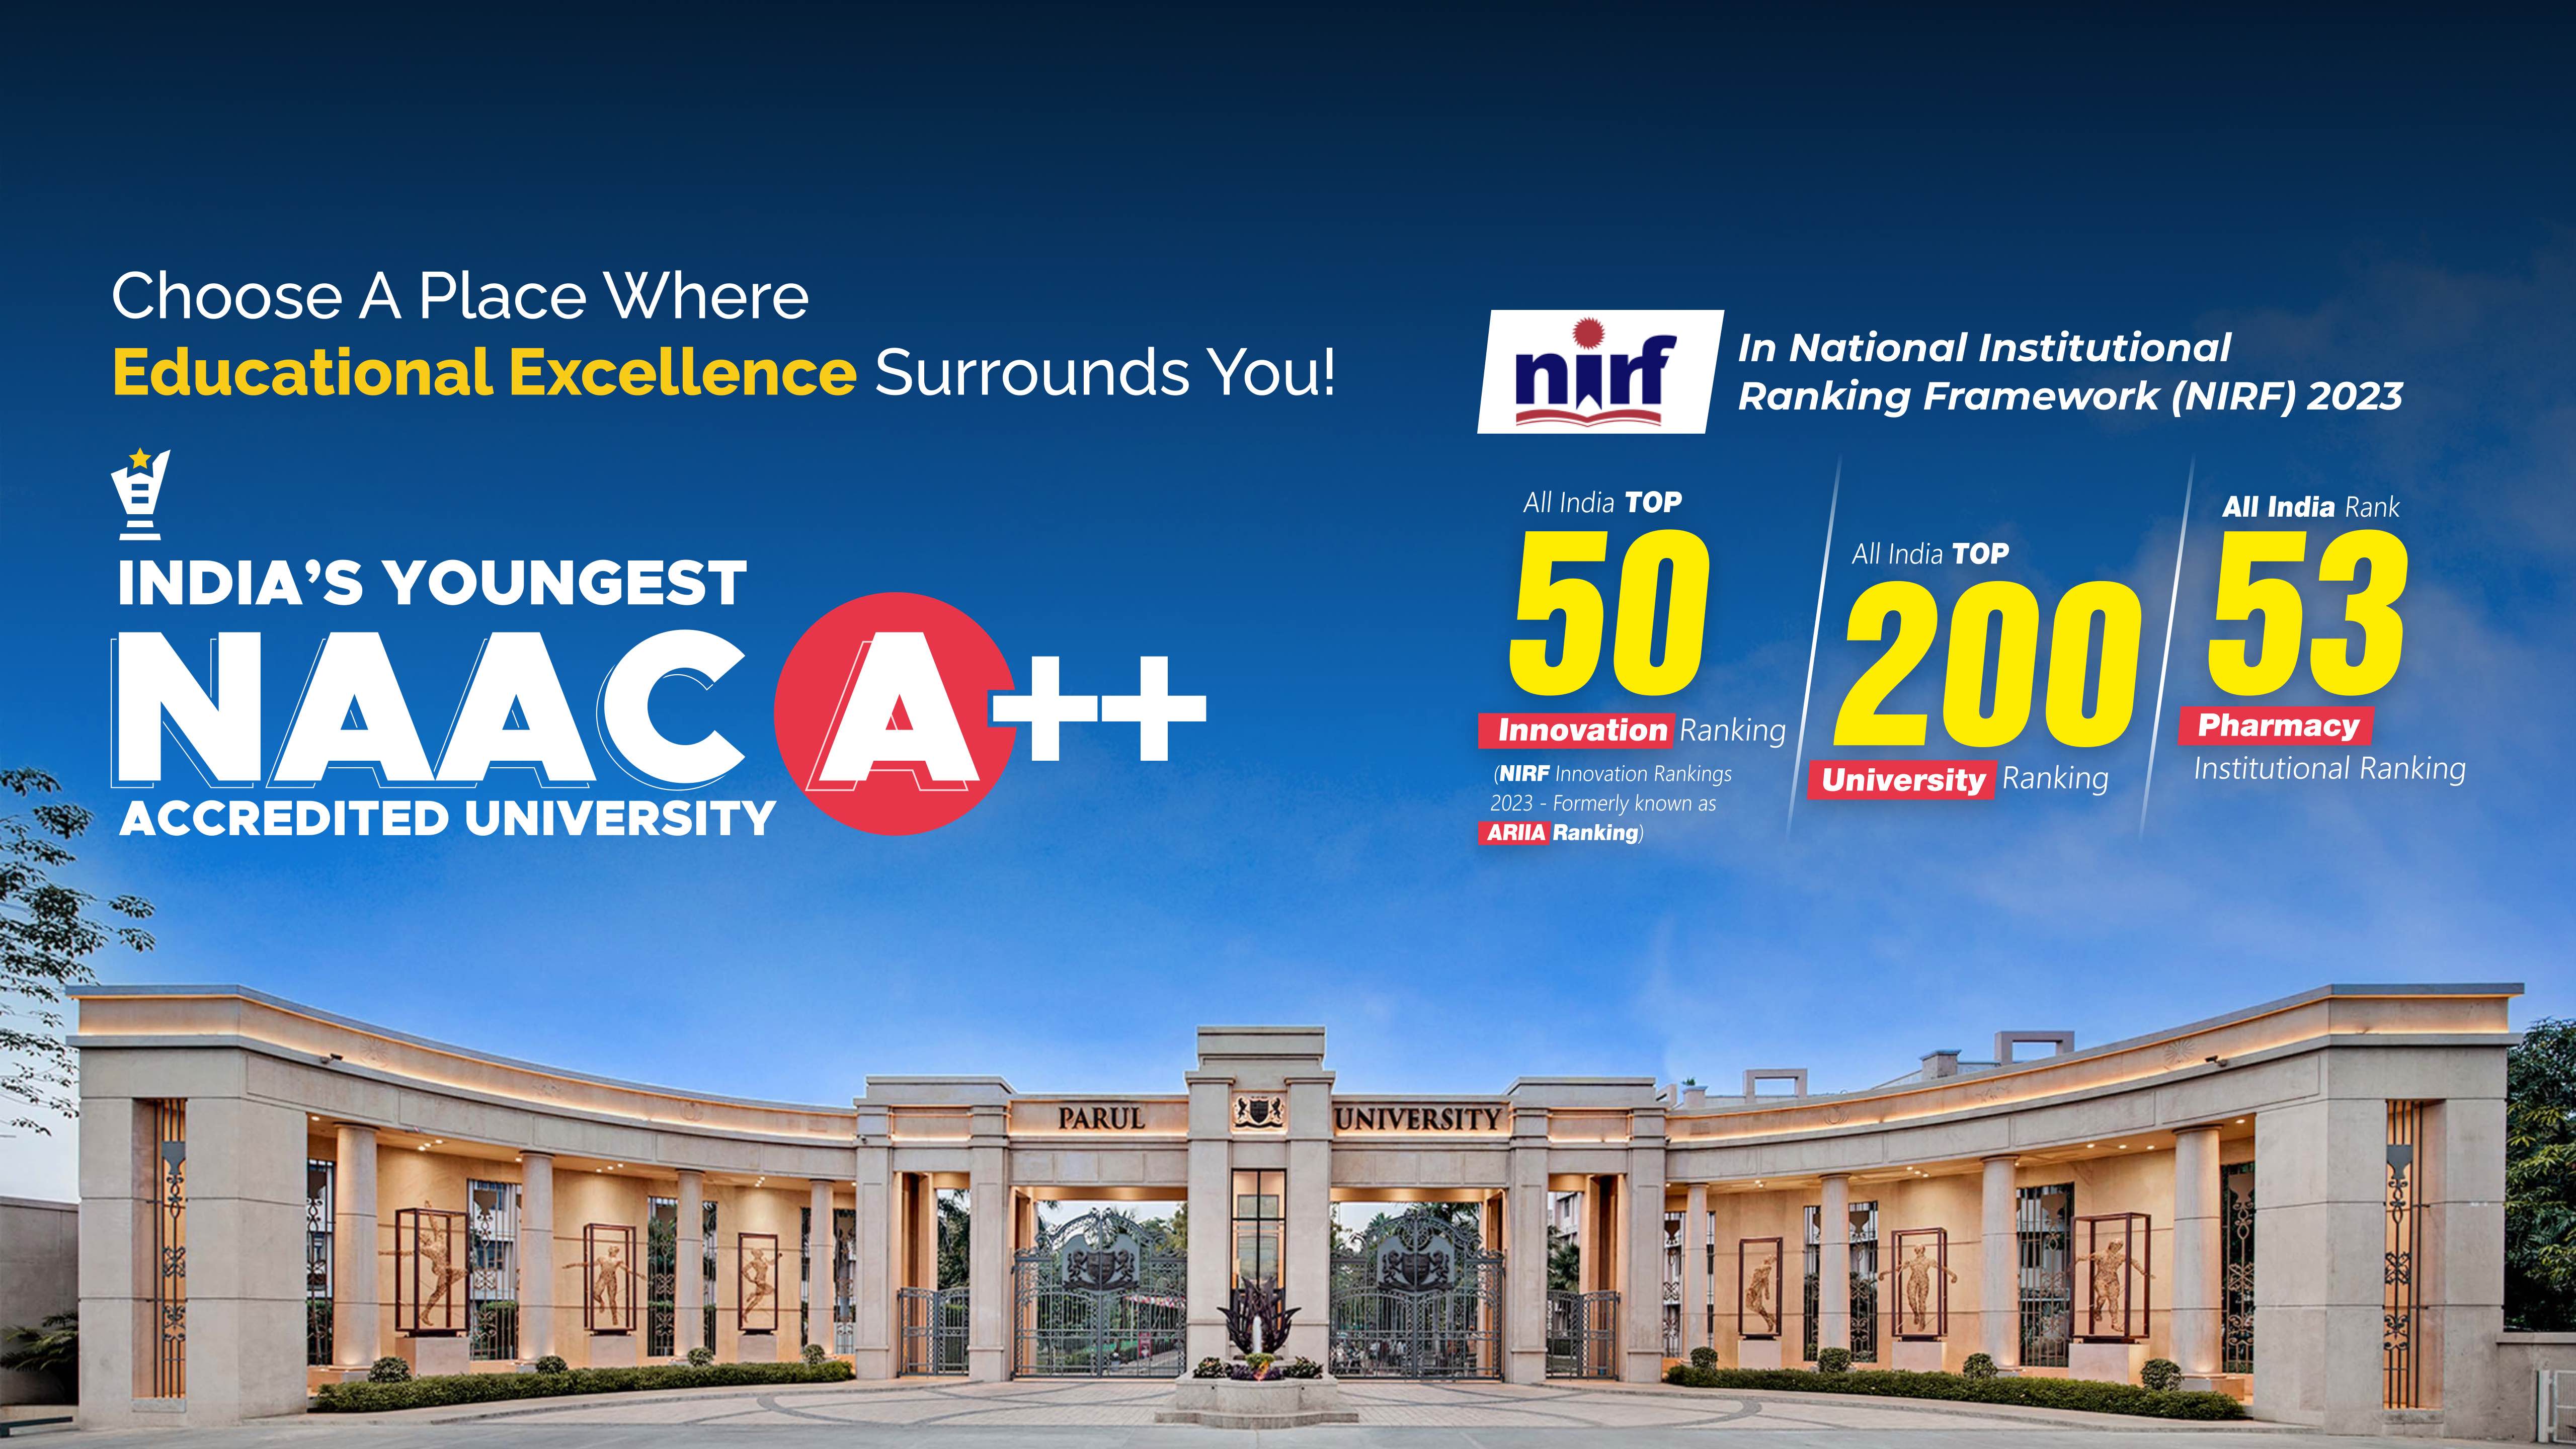 Choose A Place Where
Educational Excellence Surrounds You!
INDIA'S YOUNGEST
NAAC A++
ACCREDITED UNIVERSITY
nirf
In National Institutional
Ranking Framework (NIRF) 2023
All India TOP
50
Innovation Ranking
(NIRF Innovation Rankings
2023 - Formerly known as
ARIIA Ranking)
All India TOP
200
University Ranking
All India Rank
53
Pharmacy
Institutional Ranking
PARUL UNIVERSITY